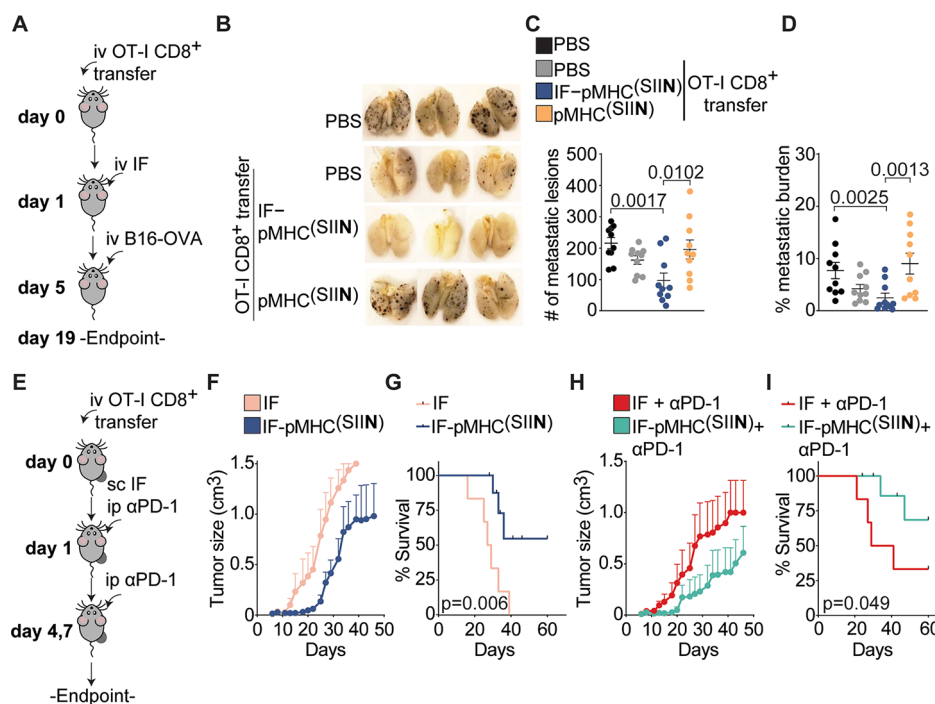 A
iv OT-I CD8+
transfer
day 0
iv IF
day 1
iv B16-OVA
day 5
day 19 -Endpoint-
B
PBS
OT-I CD8+ transfer
PBS
IF-
pMHC(SIIN)
pMHC(SIIN)
C
PBS
PBS
IF-pMHC(SIIN)
pMHC(SIIN)
OT-I CD8+
transfer
# of metastatic lesions
500
400
300
200
100
0
0.0017
0.0102
D
% metastatic burden
30
20
10
0
0.0025
0.0013
E
iv OT-I CD8+
transfer
day 0
sc IF
ip αPD-1
day 1
ip αPD-1
day 4,7
-Endpoint-
F
IF
IF-pMHC(SIIN)
Tumor size (cm3)
1.5
1.0
0.5
0
0 10 20 30 40 50
Days
G
IF
IF-pMHC(SIIN)
% Survival
100
75
50
25
0
p=0.006
0 20 40 60
Days
H
IF + αPD-1
IF-pMHC(SIIN)+
αPD-1
Tumor size (cm3)
1.5
1.0
0.5
0
0 10 20 30 40 50
Days
I
IF + αPD-1
IF-pMHC(SIIN)+
αPD-1
% Survival
100
75
50
25
0
p=0.049
0 20 40 60
Days